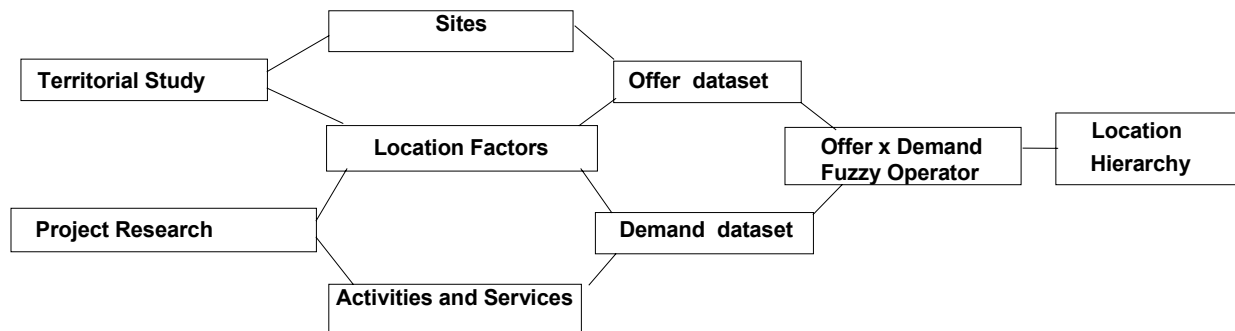 Sites
Territorial Study
Offer dataset
Location Factors
Offer x Demand
Fuzzy Operator
Location
Hierarchy
Project Research
Demand dataset
Activities and Services